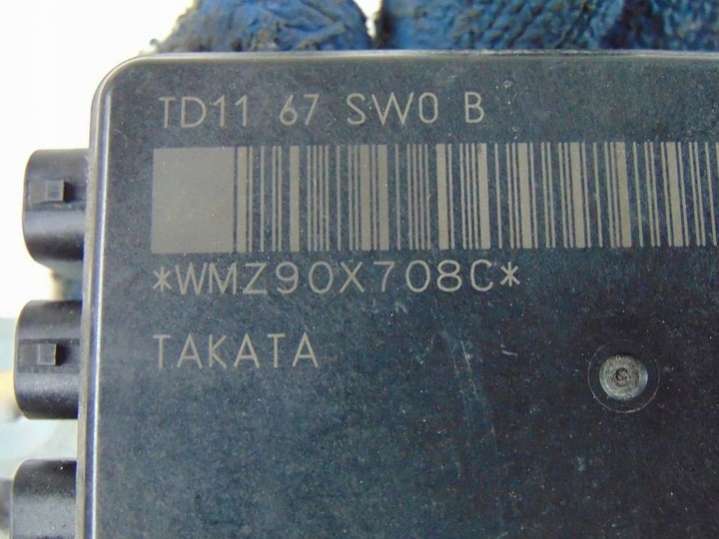 TD11 67 SW0 B
*WMZ90X708C*
TAKATA